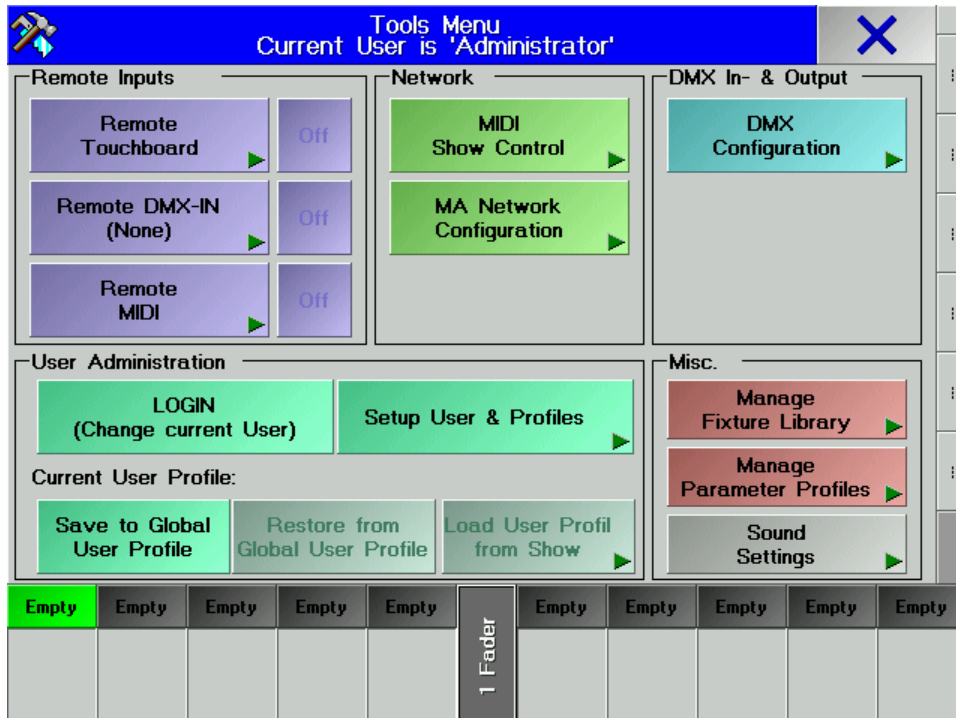 Tools Menu
Current User is 'Administrator'
Remote Inputs
Remote
Touchboard
Off
Remote DMX-IN
(None)
Off
Remote
MIDI
Off
Network
MIDI
Show Control
MA Network
Configuration
DMX In- & Output
DMX
Configuration
User Administration
LOGIN
(Change current User)
Setup User & Profiles
Current User Profile:
Save to Global
User Profile
Restore from
Global User Profile
Load User Profil
from Show
Misc.
Manage
Fixture Library
Manage
Parameter Profiles
Sound
Settings
Empty
Empty
Empty
Empty
Empty
1 Fader
Empty
Empty
Empty
Empty
Empty